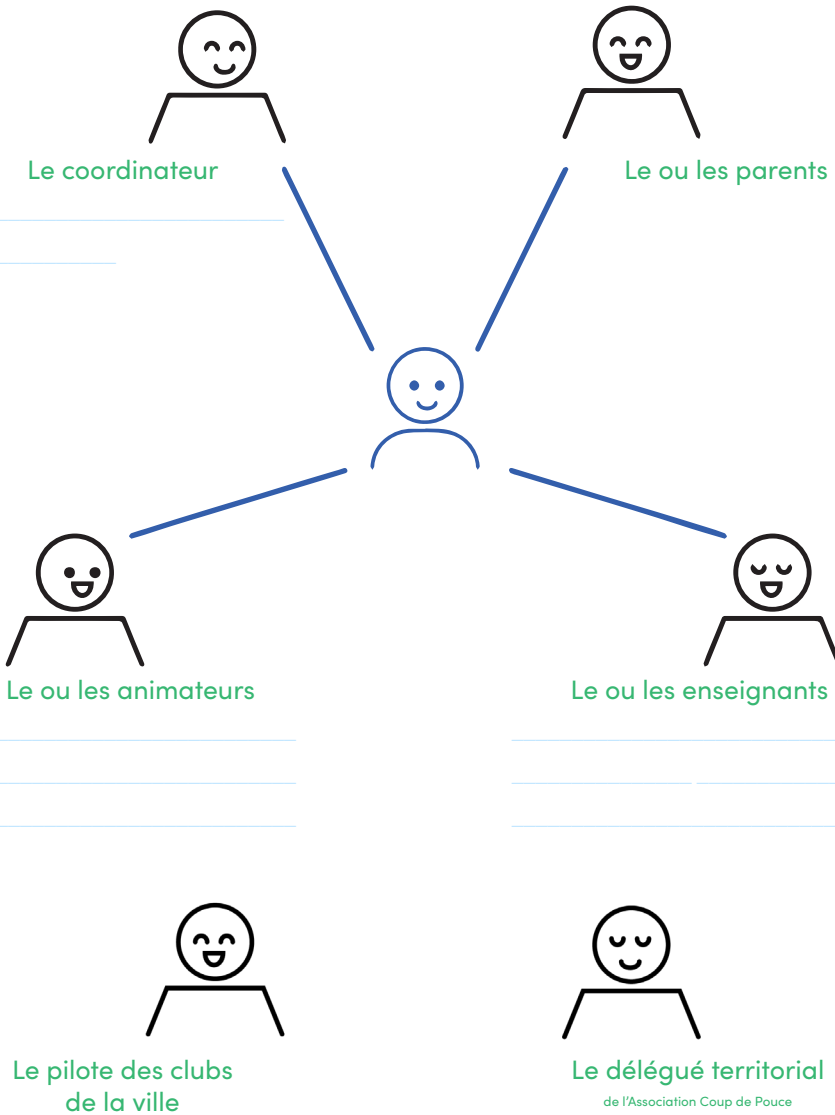 Le coordinateur
Le ou les parents
Le ou les animateurs
Le ou les enseignants
Le pilote des clubs
de la ville
Le délégué territorial
de l'Association Coup de Pouce